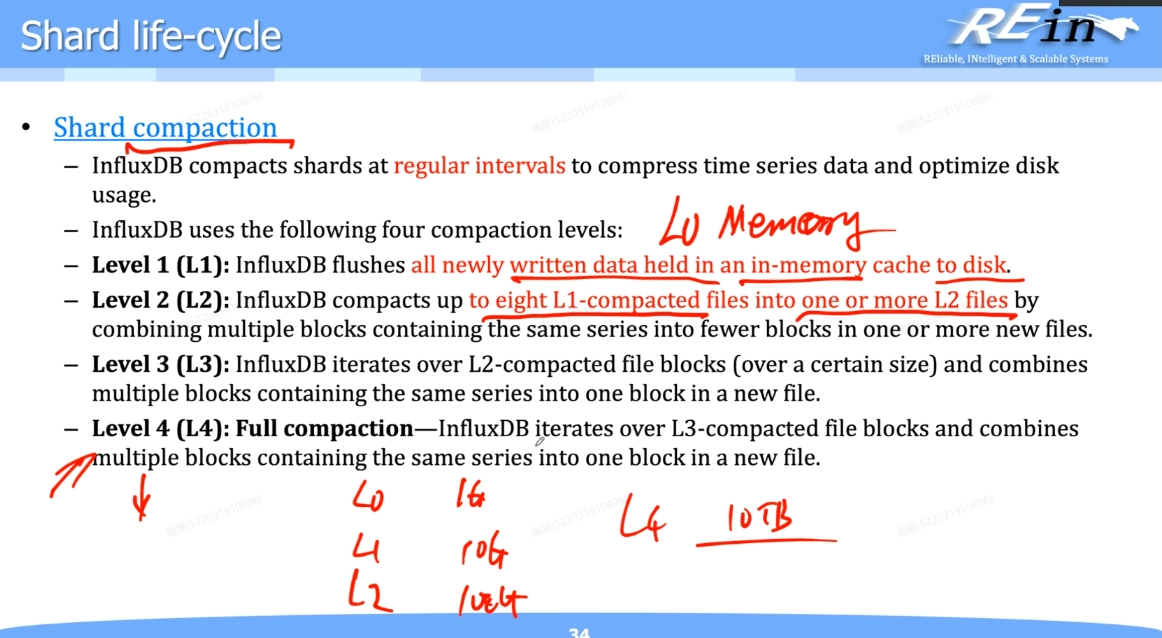 Shard life-cycle
REin
REliable, INtelligent & Scalable Systems
• Shard compaction
– InfluxDB compacts shards at regular intervals to compress time series data and optimize disk
usage.
– InfluxDB uses the following four compaction levels:
L0 Memory
– Level 1 (L1): InfluxDB flushes all newly written data held in an in-memory cache to disk.
– Level 2 (L2): InfluxDB compacts up to eight L1-compacted files into one or more L2 files by
combining multiple blocks containing the same series into fewer blocks in one or more new files.
– Level 3 (L3): InfluxDB iterates over L2-compacted file blocks (over a certain size) and combines
multiple blocks containing the same series into one block in a new file.
– Level 4 (L4): Full compaction—InfluxDB iterates over L3-compacted file blocks and combines
multiple blocks containing the same series into one block in a new file.
L0 1G
L4 10TB
L1 10G
L2 100G
34